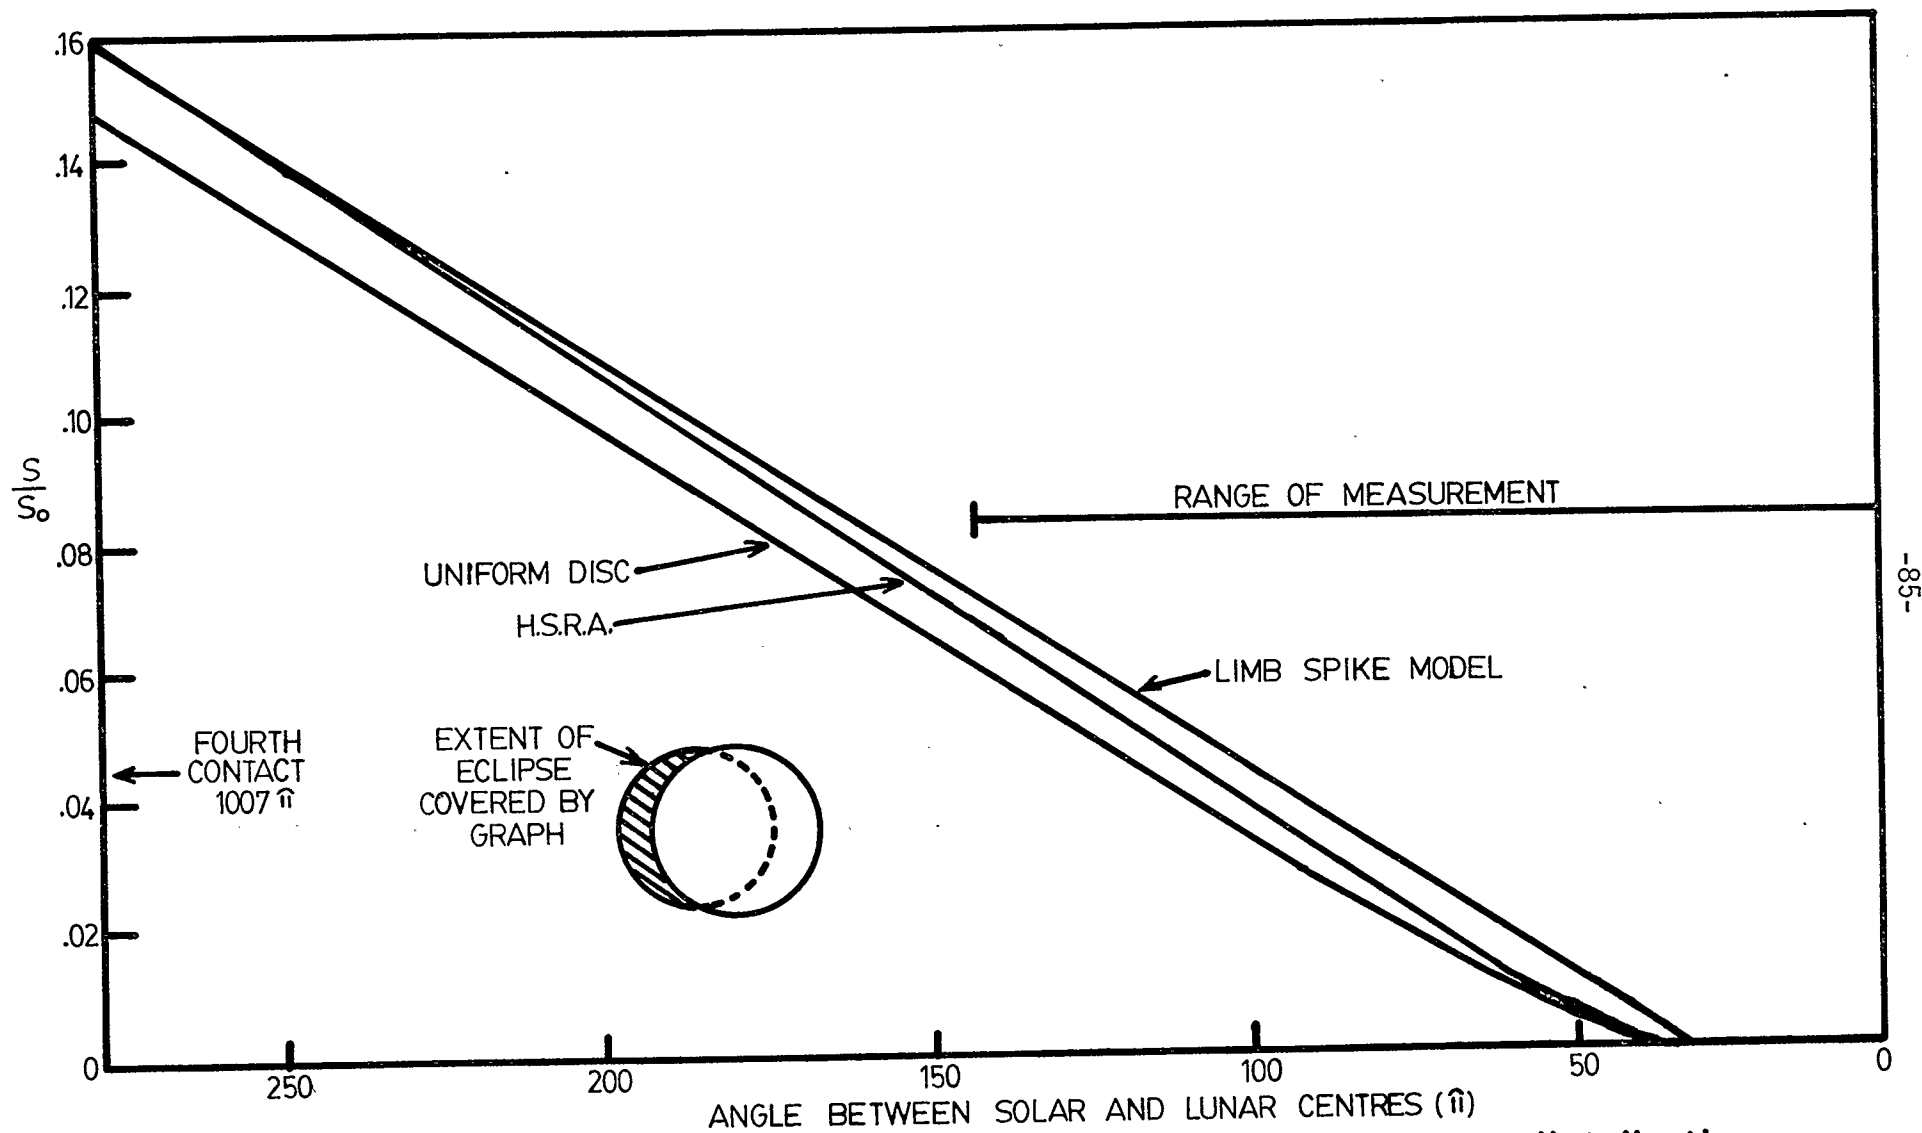 .16
.14
.12
.10
.08
.06
.04
.02
0
S
S₀
RANGE OF MEASUREMENT
UNIFORM DISC
H.S.R.A.
LIMB SPIKE MODEL
FOURTH
CONTACT
1007 π̂
EXTENT OF
ECLIPSE
COVERED BY
GRAPH
250
200
150
100
50
0
ANGLE BETWEEN SOLAR AND LUNAR CENTRES (π̂)
-85-